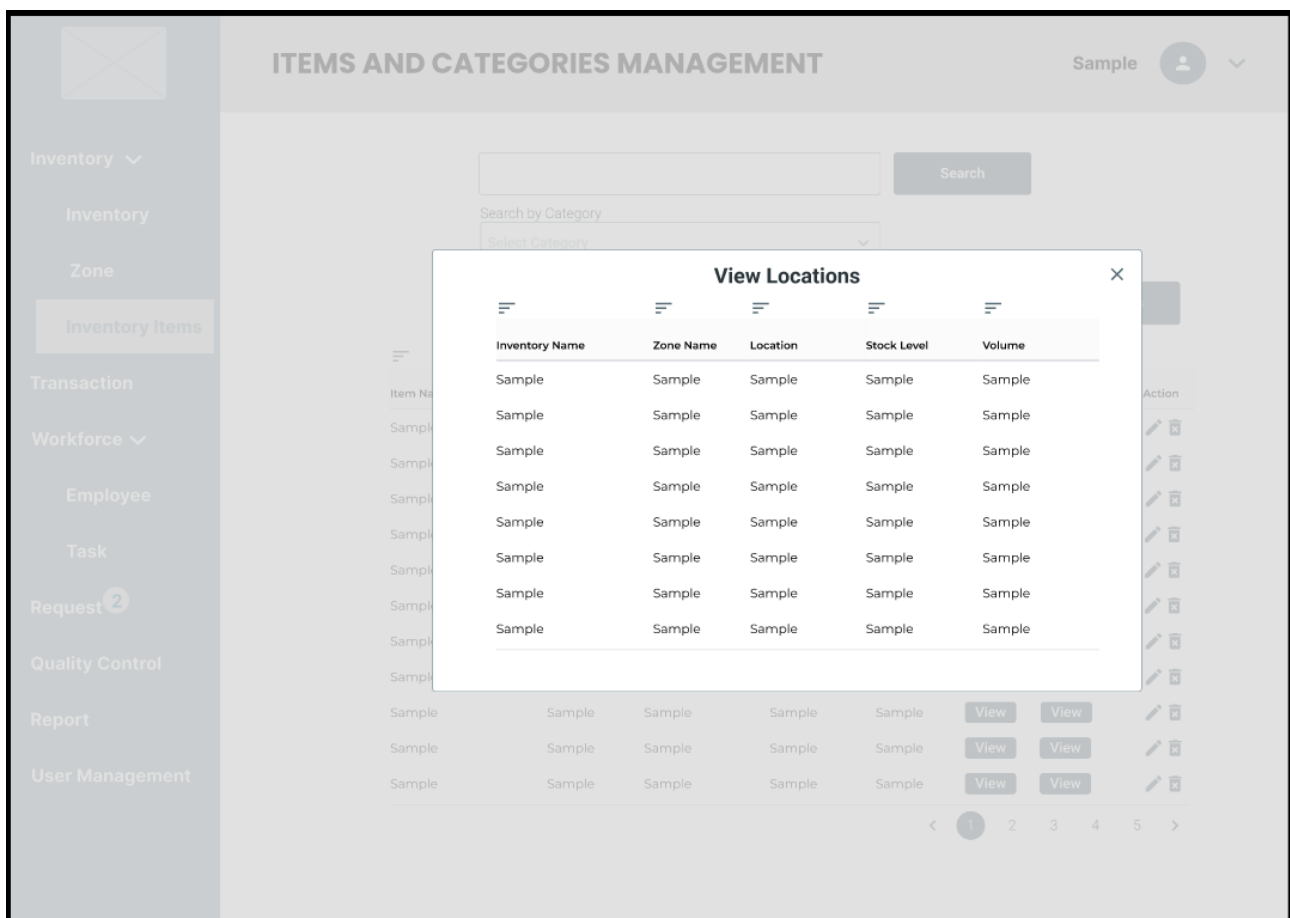 ITEMS AND CATEGORIES MANAGEMENT
Sample
Inventory
Inventory
Zone
Inventory Items
Transaction
Workforce
Employee
Task
Request 2
Quality Control
Report
User Management
Search
Search by Category
Select Category
View Locations
Inventory Name Zone Name Location Stock Level Volume
Sample Sample Sample Sample Sample
Sample Sample Sample Sample Sample
Sample Sample Sample Sample Sample
Sample Sample Sample Sample Sample
Sample Sample Sample Sample Sample
Sample Sample Sample Sample Sample
Sample Sample Sample Sample Sample
Sample Sample Sample Sample Sample
Item Action
Sample Sample Sample Sample Sample View View
Sample Sample Sample Sample Sample View View
Sample Sample Sample Sample Sample View View
1 2 3 4 5